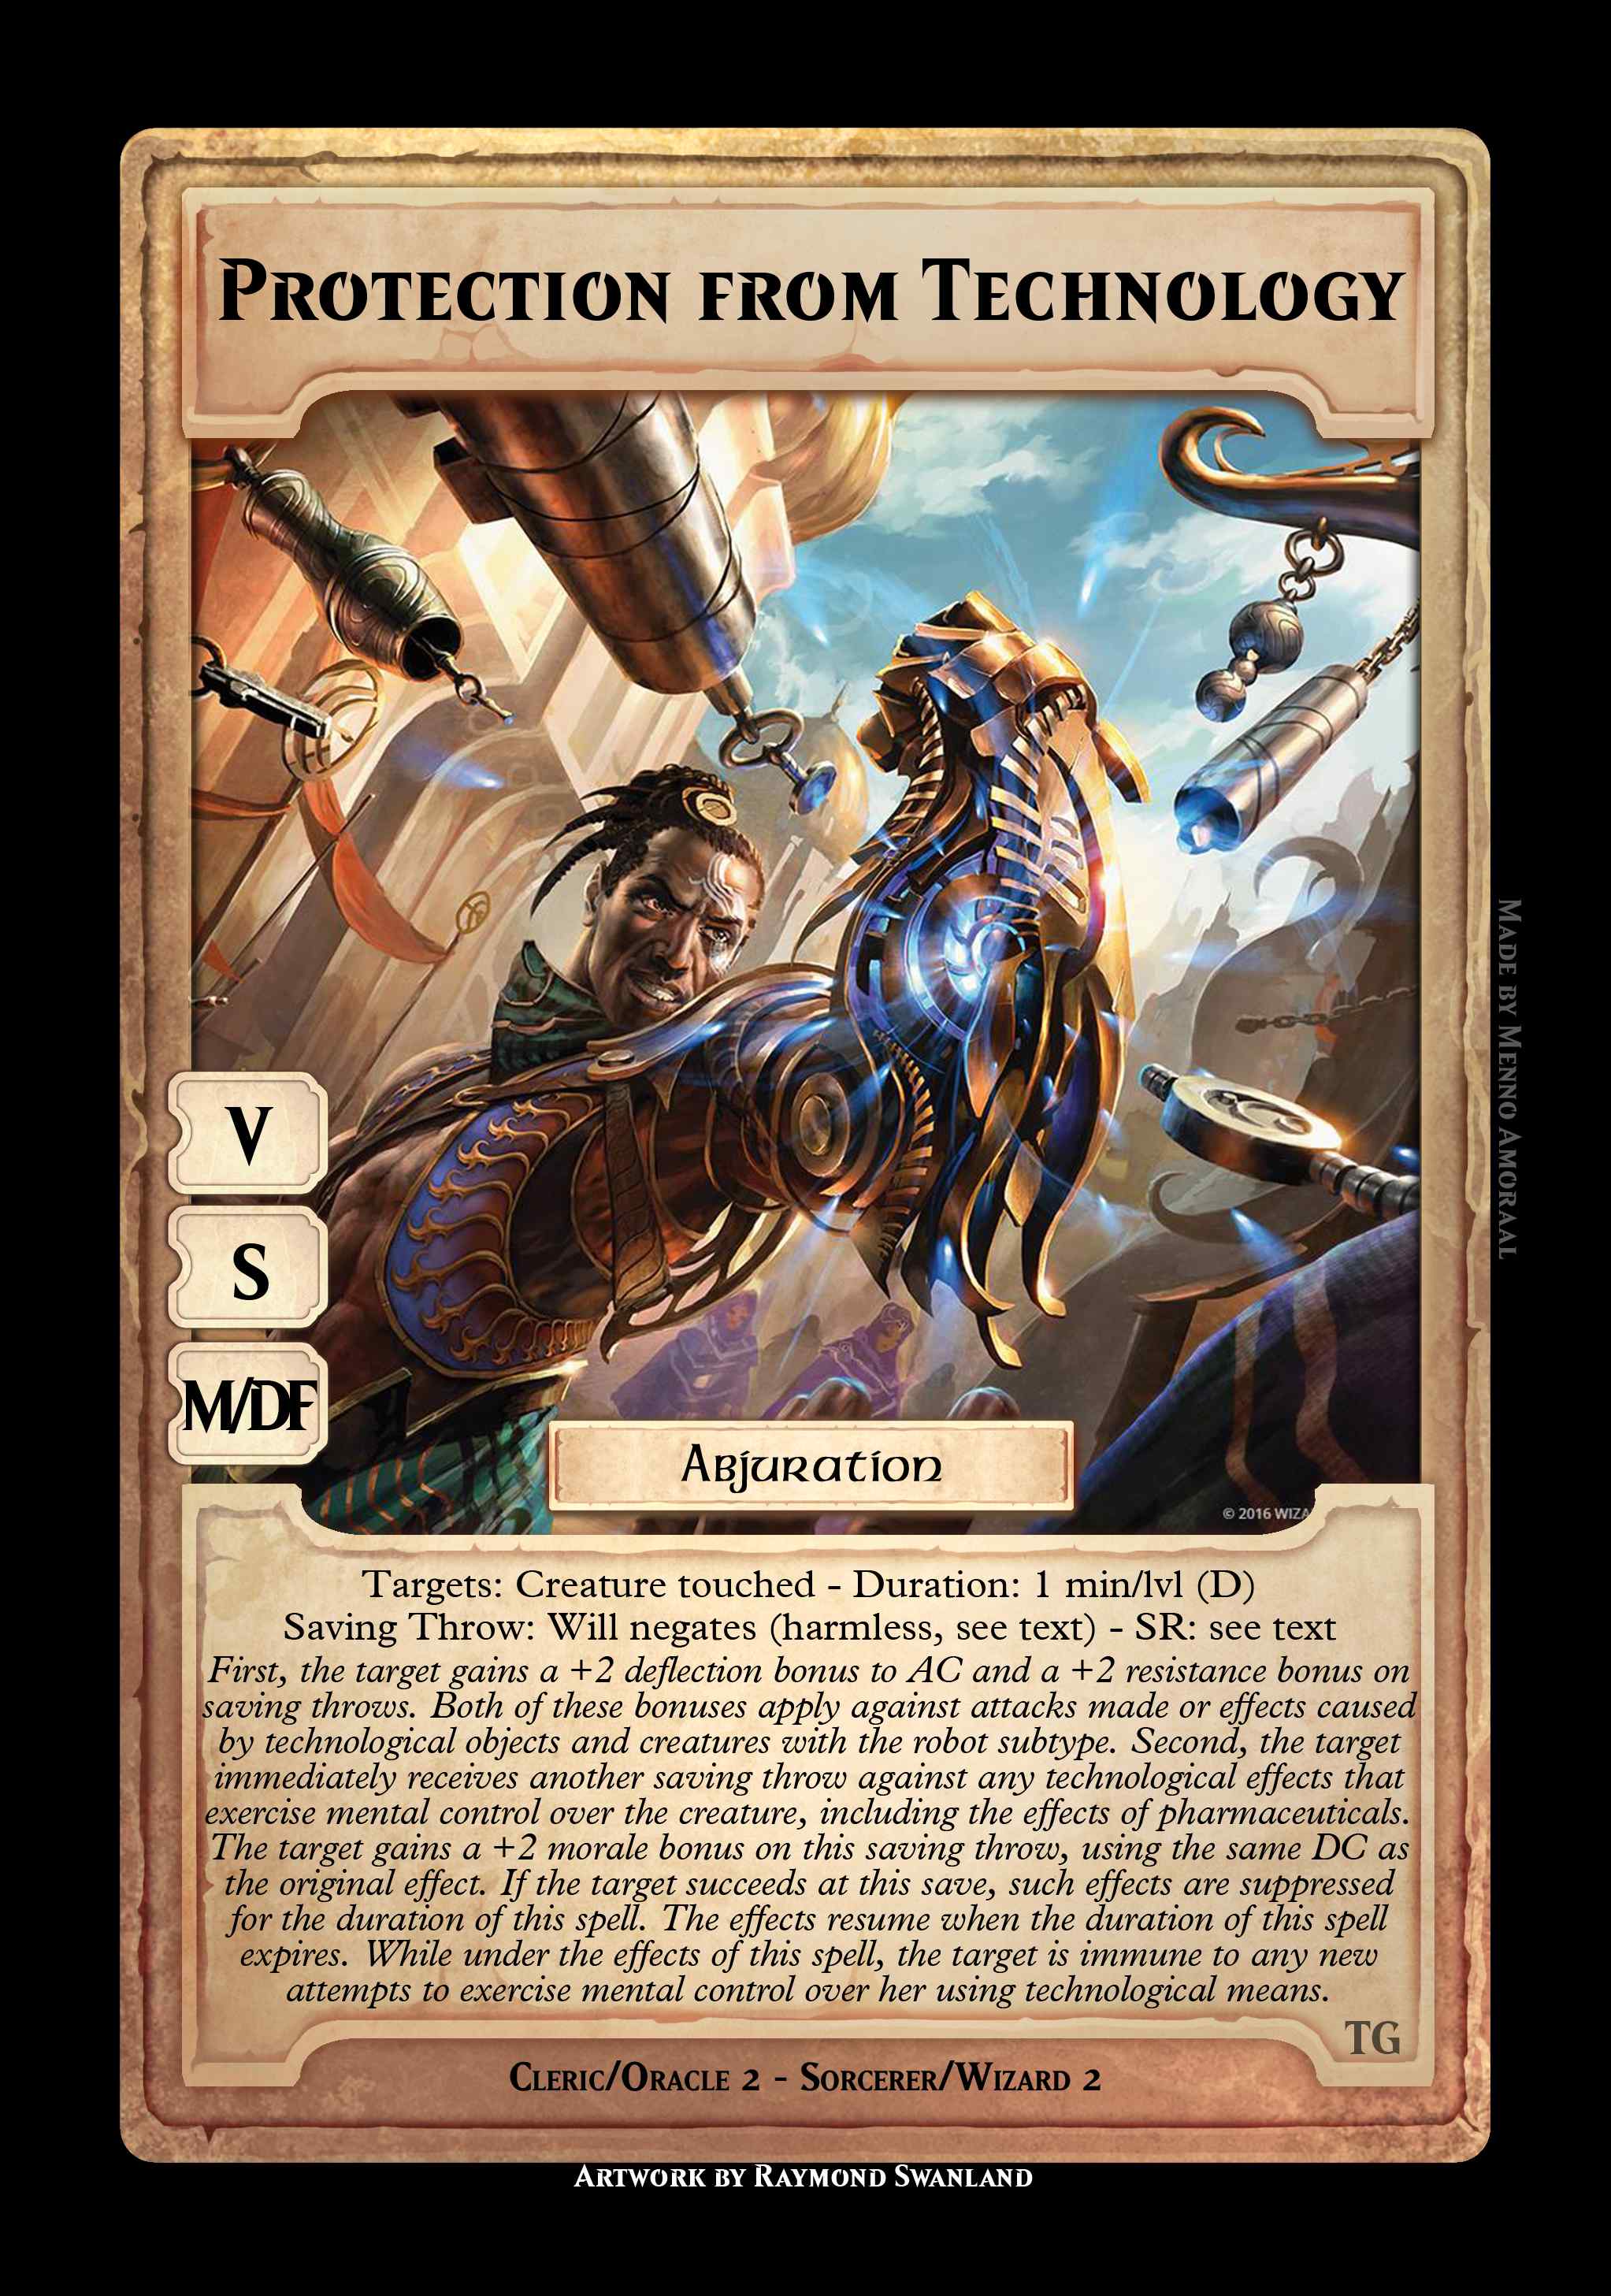 Protection from Technology
V
S
M/DF
Abjuration
© 2016 WIZA
Targets: Creature touched - Duration: 1 min/lvl (D)
Saving Throw: Will negates (harmless, see text) - SR: see text
First, the target gains a +2 deflection bonus to AC and a +2 resistance bonus on
saving throws. Both of these bonuses apply against attacks made or effects caused
by technological objects and creatures with the robot subtype. Second, the target
immediately receives another saving throw against any technological effects that
exercise mental control over the creature, including the effects of pharmaceuticals.
The target gains a +2 morale bonus on this saving throw, using the same DC as
the original effect. If the target succeeds at this save, such effects are suppressed
for the duration of this spell. The effects resume when the duration of this spell
expires. While under the effects of this spell, the target is immune to any new
attempts to exercise mental control over her using technological means.
TG
Cleric/Oracle 2 - Sorcerer/Wizard 2
Artwork by Raymond Swanland
Made by Menno Amoraal